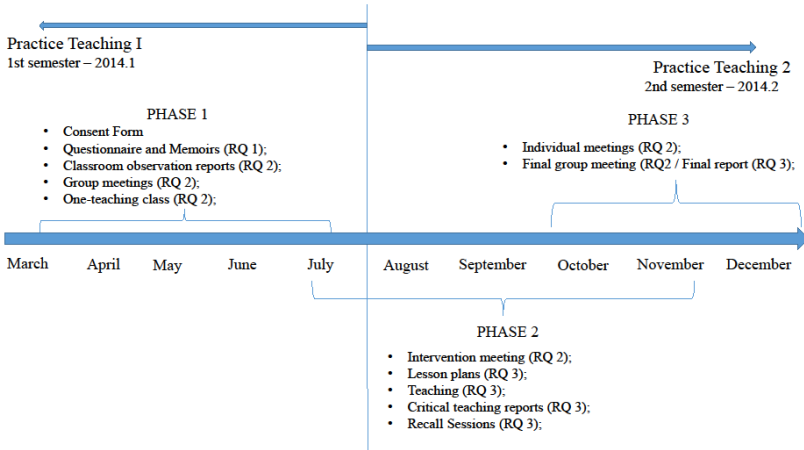 Practice Teaching I
1st semester – 2014.1
Practice Teaching 2
2nd semester – 2014.2
PHASE 1
• Consent Form
• Questionnaire and Memoirs (RQ 1);
• Classroom observation reports (RQ 2);
• Group meetings (RQ 2);
• One-teaching class (RQ 2);
PHASE 3
• Individual meetings (RQ 2);
• Final group meeting (RQ2 / Final report (RQ 3);
March April May June July August September October November December
PHASE 2
• Intervention meeting (RQ 2);
• Lesson plans (RQ 3);
• Teaching (RQ 3);
• Critical teaching reports (RQ 3);
• Recall Sessions (RQ 3);